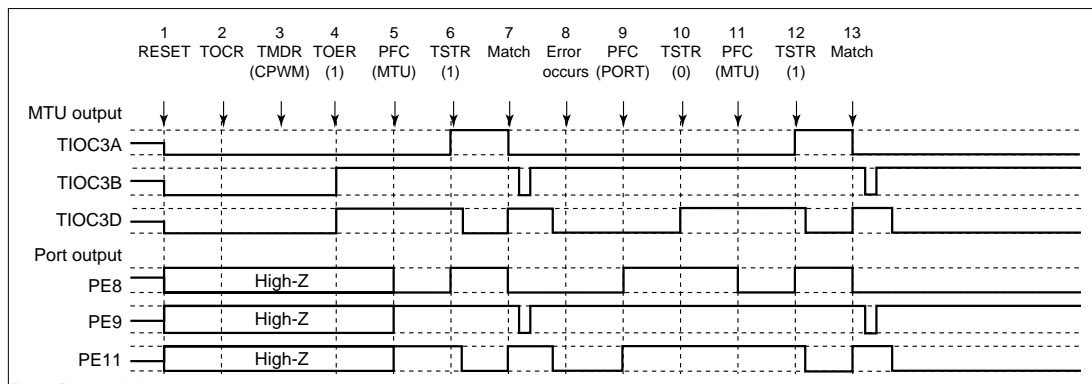 1 2 3 4 5 6 7 8 9 10 11 12 13
RESET TOCR TMDR TOER PFC TSTR Match Error PFC TSTR PFC TSTR Match
(CPWM) (1) (MTU) (1) occurs (PORT) (0) (MTU) (1)
MTU output
TIOC3A
TIOC3B
TIOC3D
Port output
PE8 High-Z
PE9 High-Z
PE11 High-Z